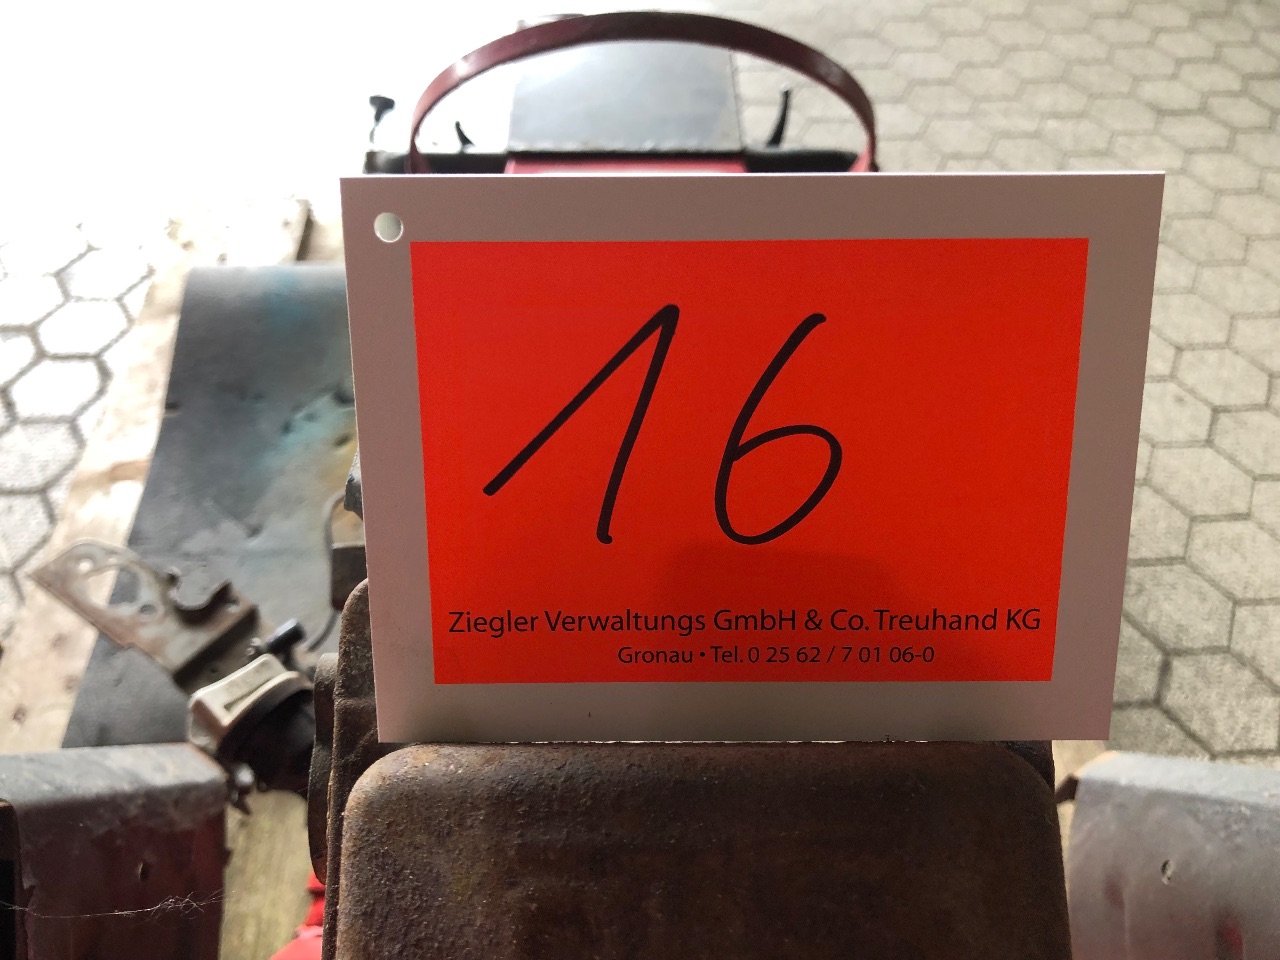 16
Ziegler Verwaltungs GmbH & Co. Treuhand KG
Gronau • Tel. 0 25 62 / 7 01 06-0